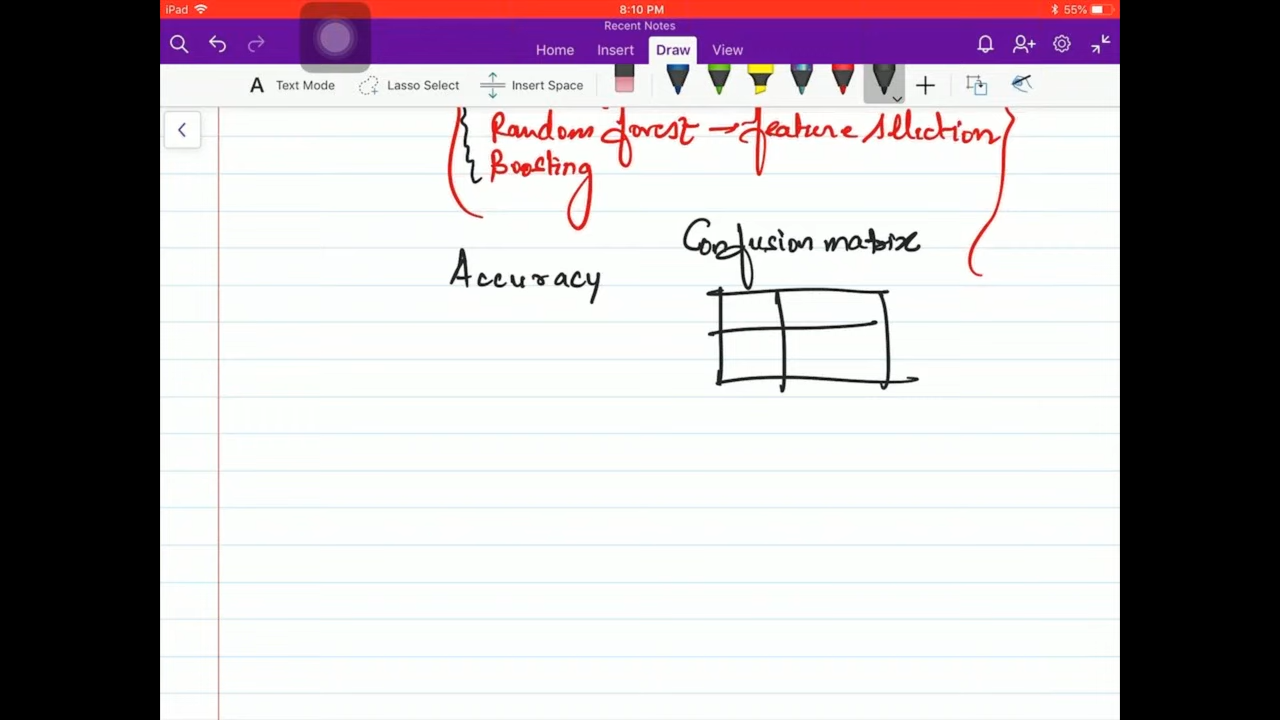 iPad 8:10 PM 55%
Recent Notes
Home Insert Draw View
A Text Mode Lasso Select Insert Space
Random forest → feature sellection
Boosting
Confusion matrix
Accuracy